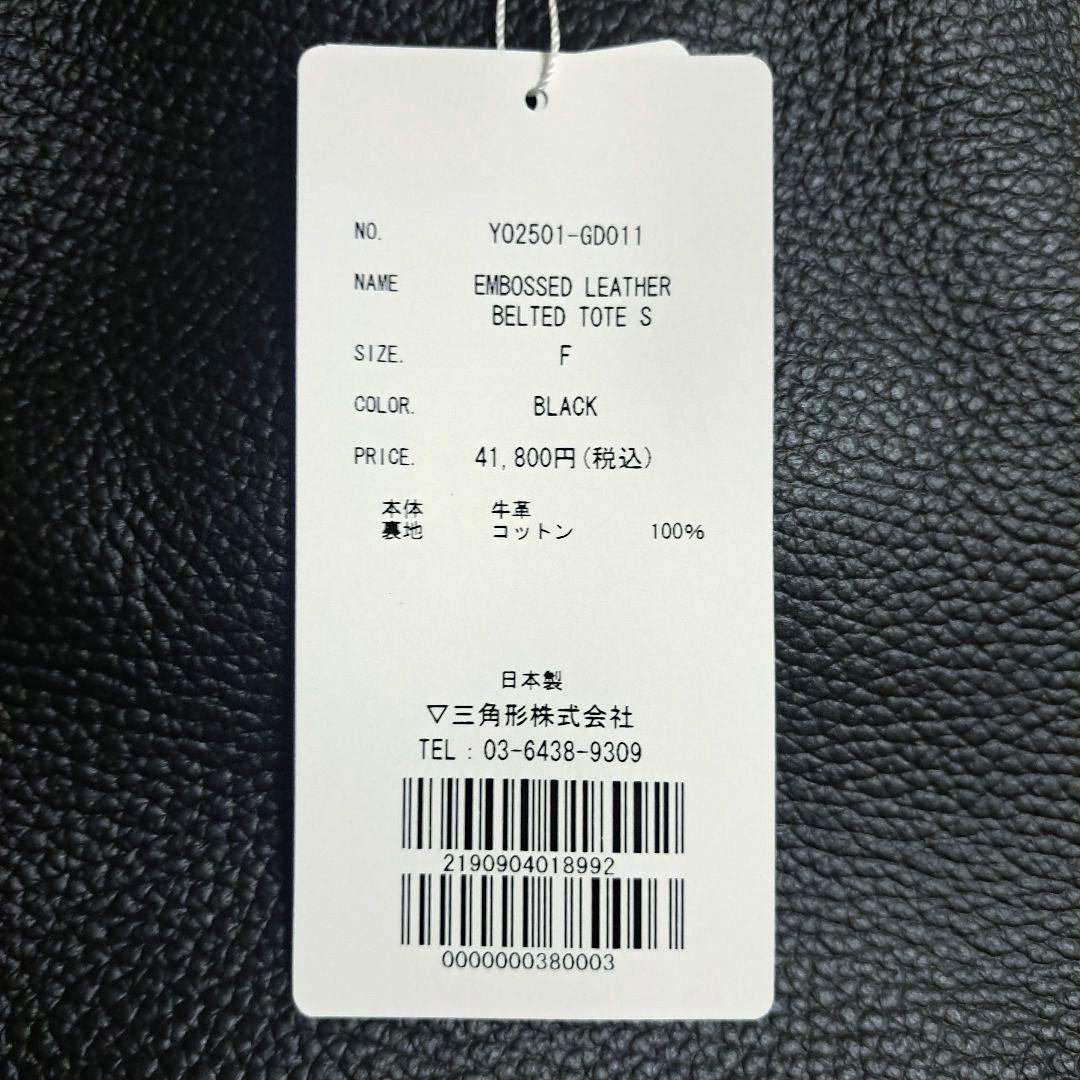 NO. YO2501-GD011
NAME EMBOSSED LEATHER
BELTED TOTE S
SIZE. F
COLOR. BLACK
PRICE. 41,800円(税込)
本体 牛革
裏地 コットン 100%
日本製
▽三角形株式会社
TEL : 03-6438-9309
2190904018992
0000000380003